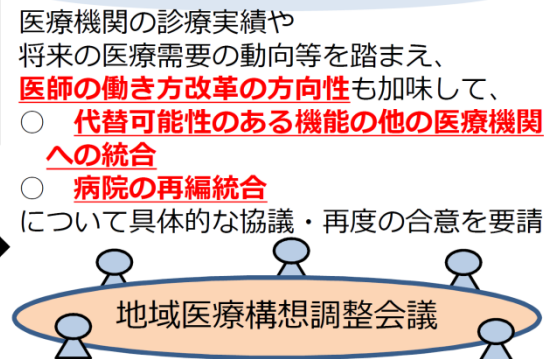 医療機関の診療実績や
将来の医療需要の動向等を踏まえ、
医師の働き方改革の方向性も加味して、
○　代替可能性のある機能の他の医療機関
への統合
○　病院の再編統合
について具体的な協議・再度の合意を要請
地域医療構想調整会議